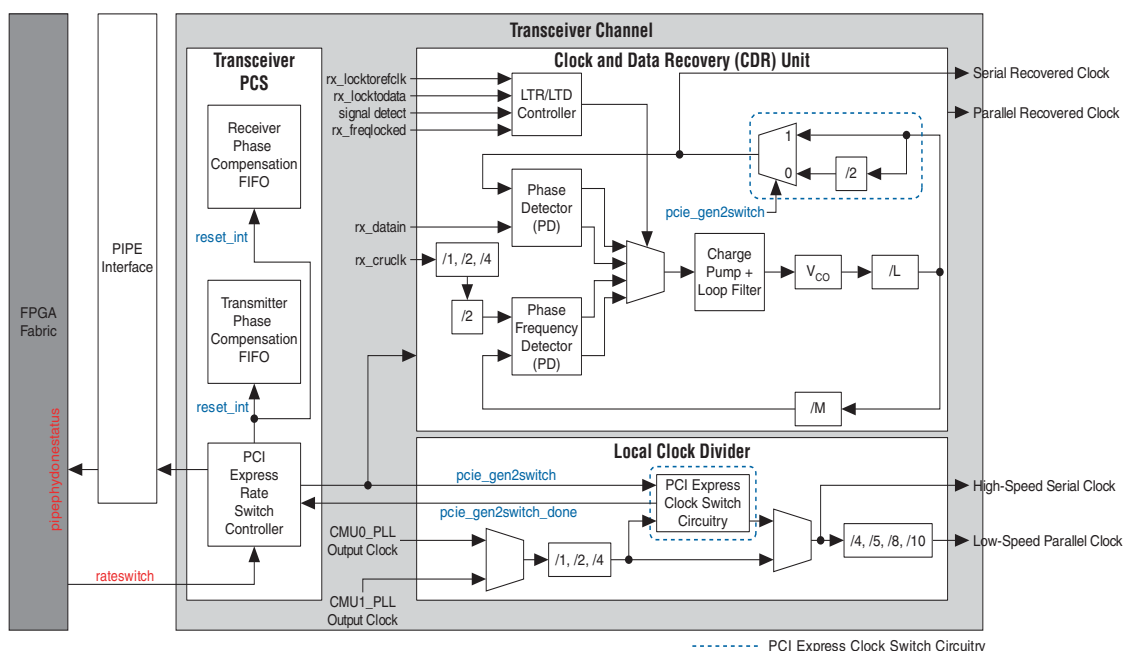 Transceiver Channel
FPGA
Fabric
PIPE
Interface
Transceiver
PCS
Receiver
Phase
Compensation
FIFO
reset_int
Transmitter
Phase
Compensation
FIFO
reset_int
PCI
Express
Rate
Switch
Controller
pipephydonestatus
rateswitch
Clock and Data Recovery (CDR) Unit
rx_locktorefclk
rx_locktodata
signal detect
rx_freqlocked
LTR/LTD
Controller
1
0
/2
pcie_gen2switch
Serial Recovered Clock
Parallel Recovered Clock
rx_datain
rx_cruclk
/1, /2, /4
/2
Phase
Detector
(PD)
Phase
Frequency
Detector
(PD)
Charge
Pump +
Loop Filter
VCO
/L
/M
Local Clock Divider
pcie_gen2switch
pcie_gen2switch_done
PCI Express
Clock Switch
Circuitry
CMU0_PLL
Output Clock
CMU1_PLL
Output Clock
/1, /2, /4
/4, /5, /8, /10
High-Speed Serial Clock
Low-Speed Parallel Clock
PCI Express Clock Switch Circuitry